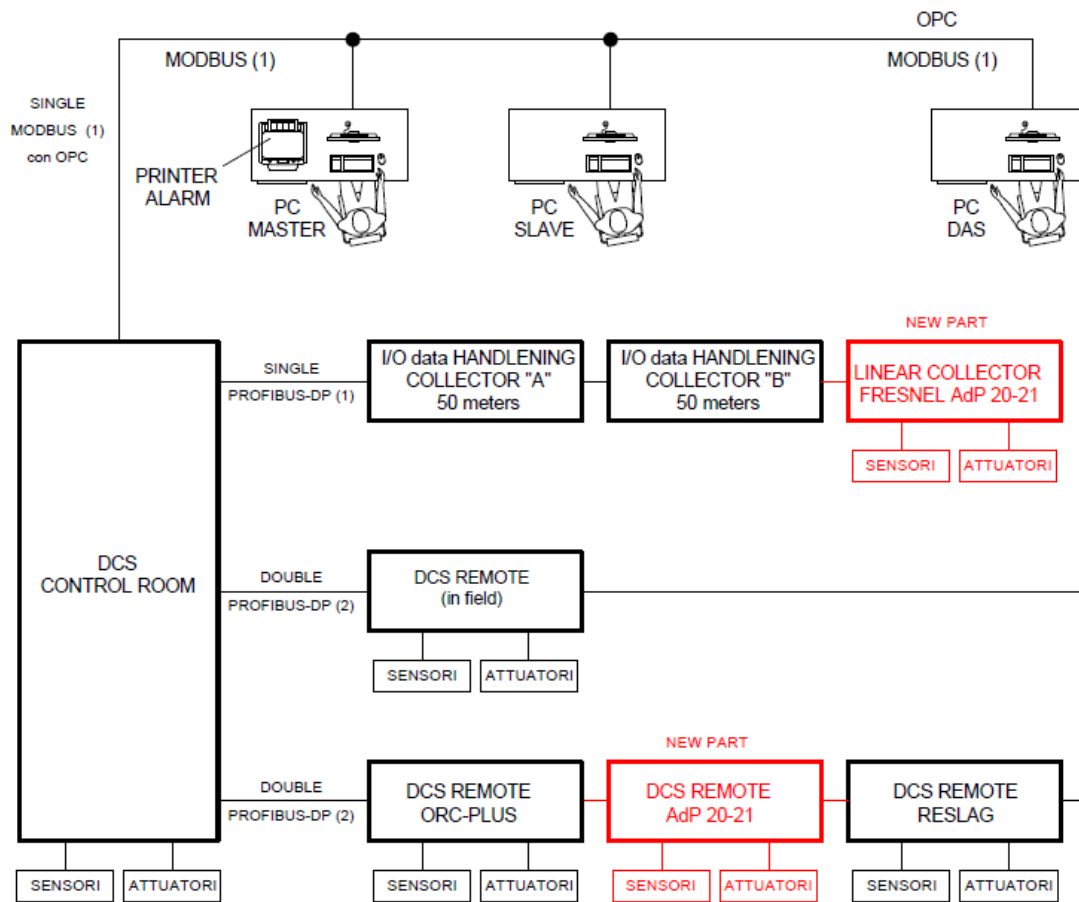 OPC
MODBUS (1)
MODBUS (1)
SINGLE
MODBUS (1)
con OPC
PRINTER
ALARM
PC
MASTER
PC
SLAVE
PC
DAS
NEW PART
SINGLE
PROFIBUS-DP (1)
I/O data HANDLENING
COLLECTOR "A"
50 meters
I/O data HANDLENING
COLLECTOR "B"
50 meters
LINEAR COLLECTOR
FRESNEL AdP 20-21
SENSORI
ATTUATORI
DCS
CONTROL ROOM
DOUBLE
PROFIBUS-DP (2)
DCS REMOTE
(in field)
SENSORI
ATTUATORI
NEW PART
DOUBLE
PROFIBUS-DP (2)
DCS REMOTE
ORC-PLUS
DCS REMOTE
AdP 20-21
DCS REMOTE
RESLAG
SENSORI
ATTUATORI
SENSORI
ATTUATORI
SENSORI
ATTUATORI
SENSORI
ATTUATORI